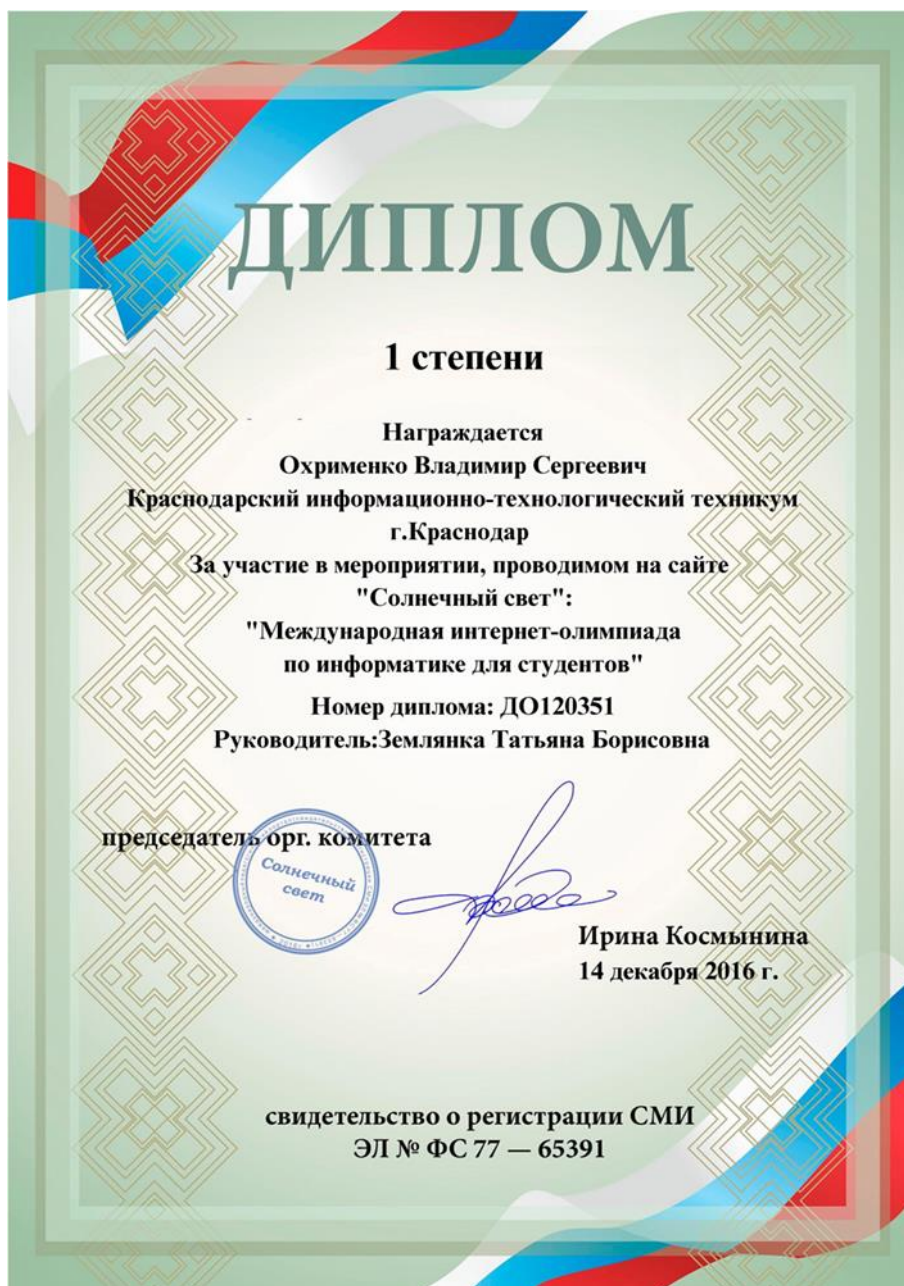 ДИПЛОМ
1 степени
Награждается
Охрименко Владимир Сергеевич
Краснодарский информационно-технологический техникум
г.Краснодар
За участие в мероприятии, проводимом на сайте
"Солнечный свет":
"Международная интернет-олимпиада
по информатике для студентов"
Номер диплома: ДО120351
Руководитель:Землянка Татьяна Борисовна
председатель орг. комитета
Солнечный
свет
Ирина Космынина
14 декабря 2016 г.
свидетельство о регистрации СМИ
ЭЛ № ФС 77 — 65391